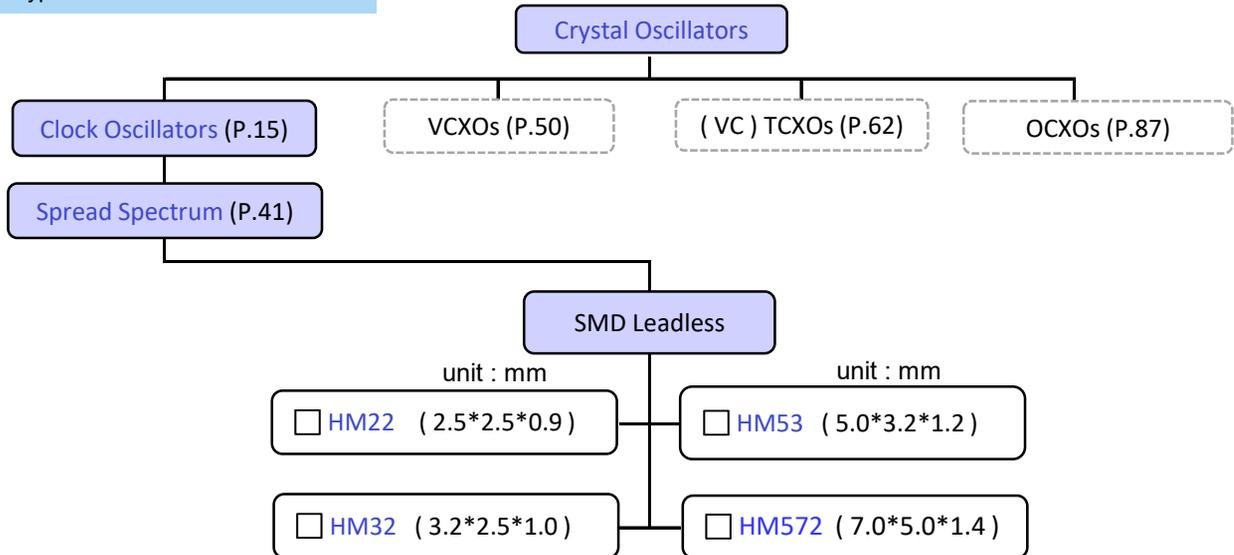 Crystal Oscillators
Clock Oscillators (P.15)
VCXOs (P.50)
( VC ) TCXOs (P.62)
OCXOs (P.87)
Spread Spectrum (P.41)
SMD Leadless
unit : mm
unit : mm
HM22 ( 2.5*2.5*0.9 )
HM53 ( 5.0*3.2*1.2 )
HM32 ( 3.2*2.5*1.0 )
HM572 ( 7.0*5.0*1.4 )